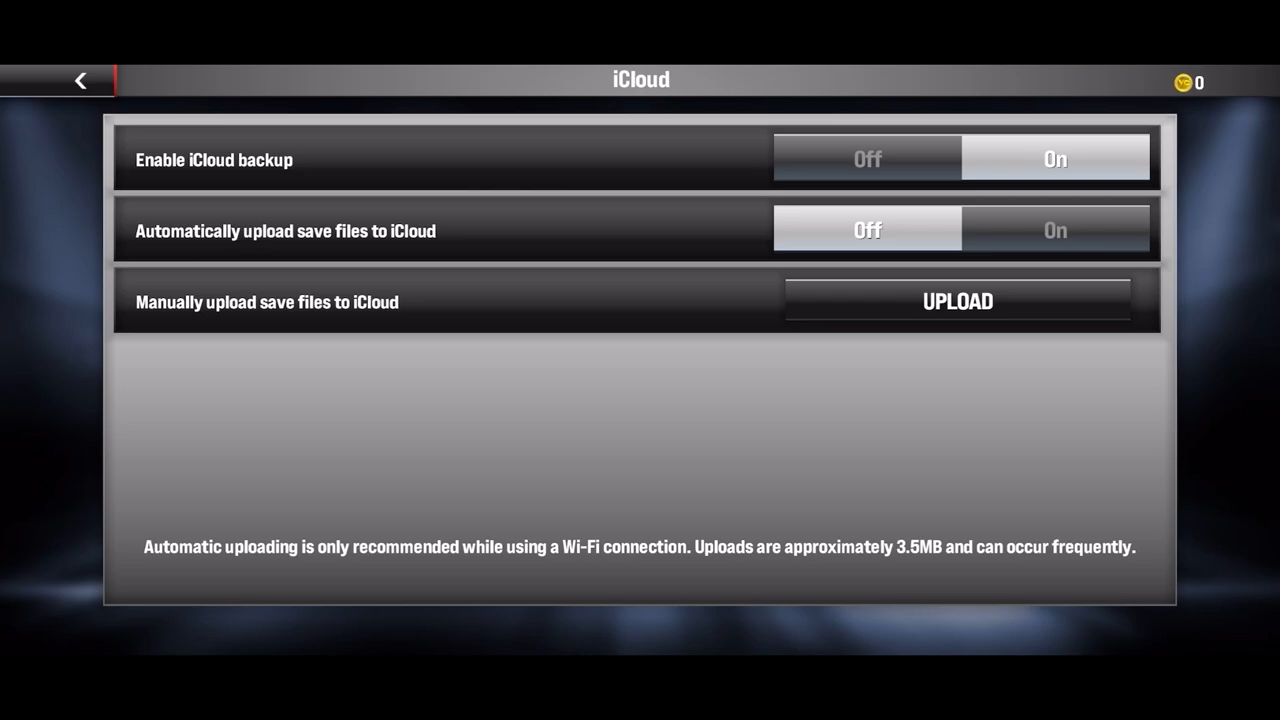 iCloud
0
Enable iCloud backup
Off
On
Automatically upload save files to iCloud
Off
On
Manually upload save files to iCloud
UPLOAD
Automatic uploading is only recommended while using a Wi-Fi connection. Uploads are approximately 3.5MB and can occur frequently.